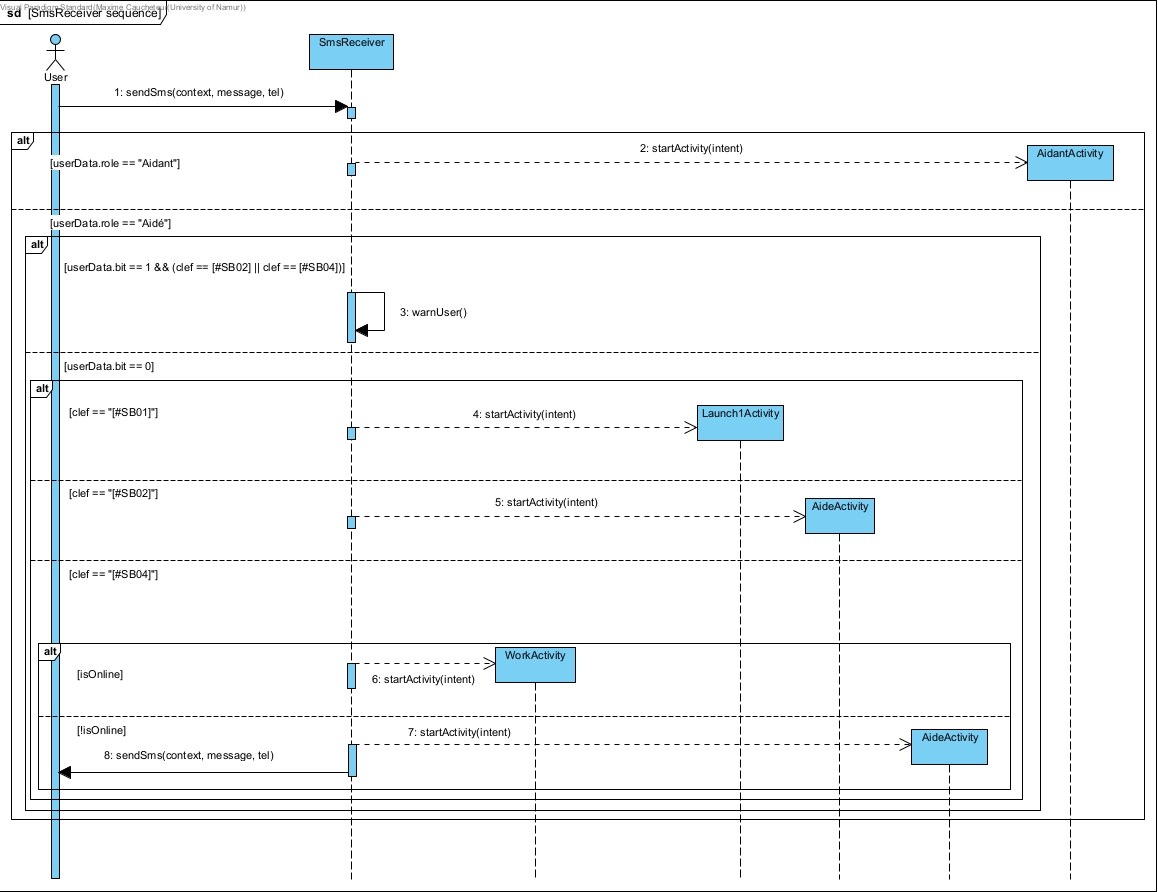 Visual Paradigm Standard(Maxime Caucheteur(University of Namur))
sd [SmsReceiver sequence]
SmsReceiver
User
1: sendSms(context, message, tel)
alt
[userData.role == "Aidant"]
2: startActivity(intent)
AidantActivity
[userData.role == "Aidé"]
alt
[userData.bit == 1 && (clef == [#SB02] || clef == [#SB04])]
3: warnUser()
[userData.bit == 0]
alt
[clef == "[#SB01]"]
4: startActivity(intent)
Launch1Activity
[clef == "[#SB02]"]
5: startActivity(intent)
AideActivity
[clef == "[#SB04]"]
alt
[isOnline]
WorkActivity
6: startActivity(intent)
[!isOnline]
7: startActivity(intent)
AideActivity
8: sendSms(context, message, tel)